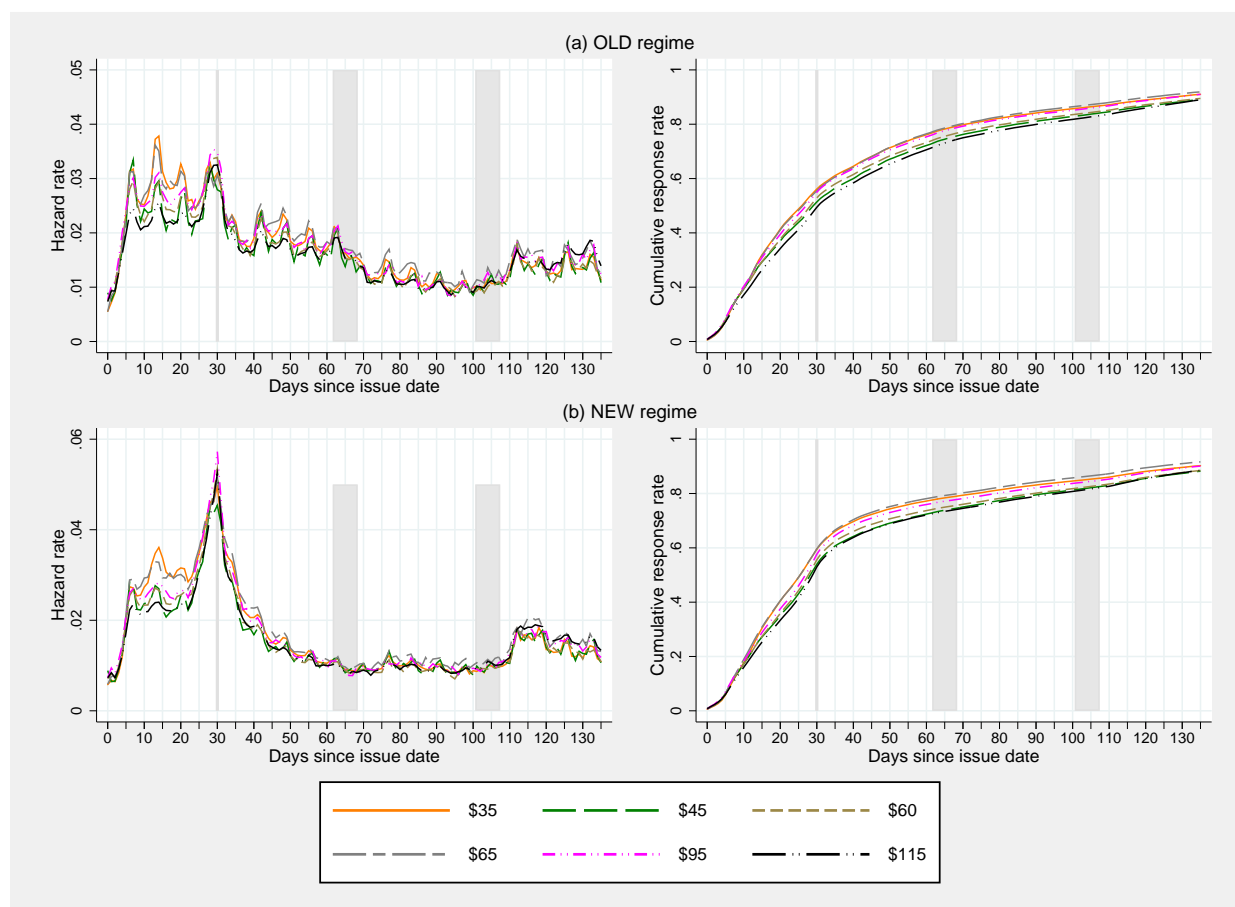 (a) OLD regime
Hazard rate
0 .01 .02 .03 .04 .05
0 10 20 30 40 50 60 70 80 90 100 110 120 130
Days since issue date
Cumulative response rate
0 .2 .4 .6 .8 1
0 10 20 30 40 50 60 70 80 90 100 110 120 130
Days since issue date
(b) NEW regime
Hazard rate
0 .02 .04 .06
0 10 20 30 40 50 60 70 80 90 100 110 120 130
Days since issue date
Cumulative response rate
0 .2 .4 .6 .8 1
0 10 20 30 40 50 60 70 80 90 100 110 120 130
Days since issue date
$35 $45 $60
$65 $95 $115